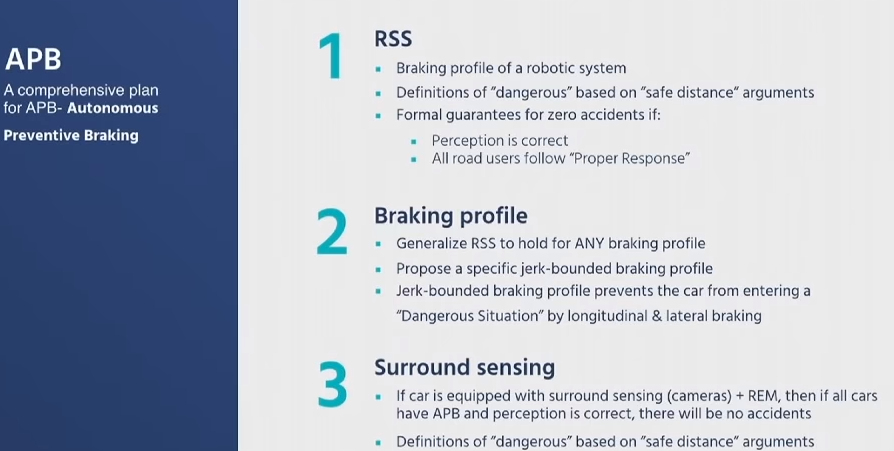 APB
A comprehensive plan
for APB- Autonomous
Preventive Braking
1
RSS
Braking profile of a robotic system
Definitions of "dangerous" based on "safe distance" arguments
Formal guarantees for zero accidents if:
Perception is correct
All road users follow "Proper Response"
2
Braking profile
Generalize RSS to hold for ANY braking profile
Propose a specific jerk-bounded braking profile
Jerk-bounded braking profile prevents the car from entering a
"Dangerous Situation" by longitudinal & lateral braking
3
Surround sensing
If car is equipped with surround sensing (cameras) + REM, then if all cars
have APB and perception is correct, there will be no accidents
Definitions of "dangerous" based on "safe distance" arguments